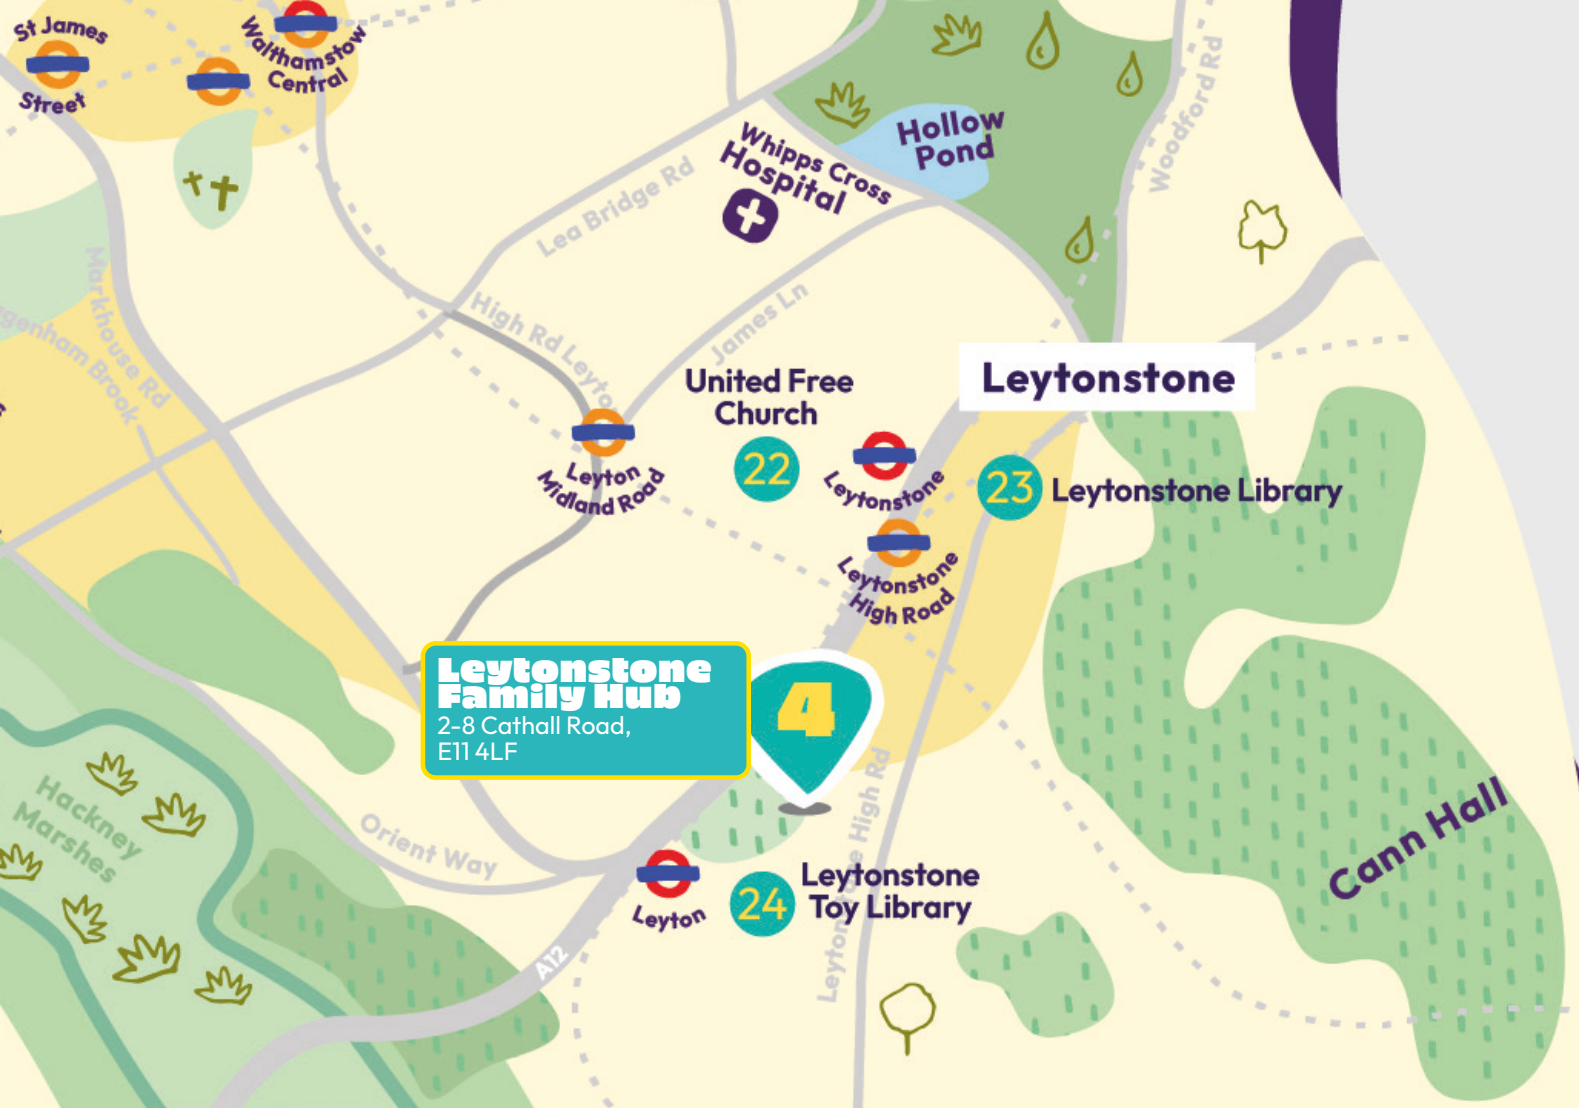 St James
Street
Walthamstow
Central
Hollow
Pond
Woodford Rd
Whipps Cross
Hospital
Lea Bridge Rd
Markhouse Rd
Brook
High Rd Leyton
James Ln
Leytonstone
United Free
Church
22
Leyton
Midland Road
Leytonstone
23
Leytonstone Library
Leytonstone
High Road
Leytonstone
Family Hub
2-8 Cathall Road,
E11 4LF
4
Hackney
Marshes
Orient Way
Cann Hall
Leyton
24
Leytonstone
Toy Library
High Rd
A12